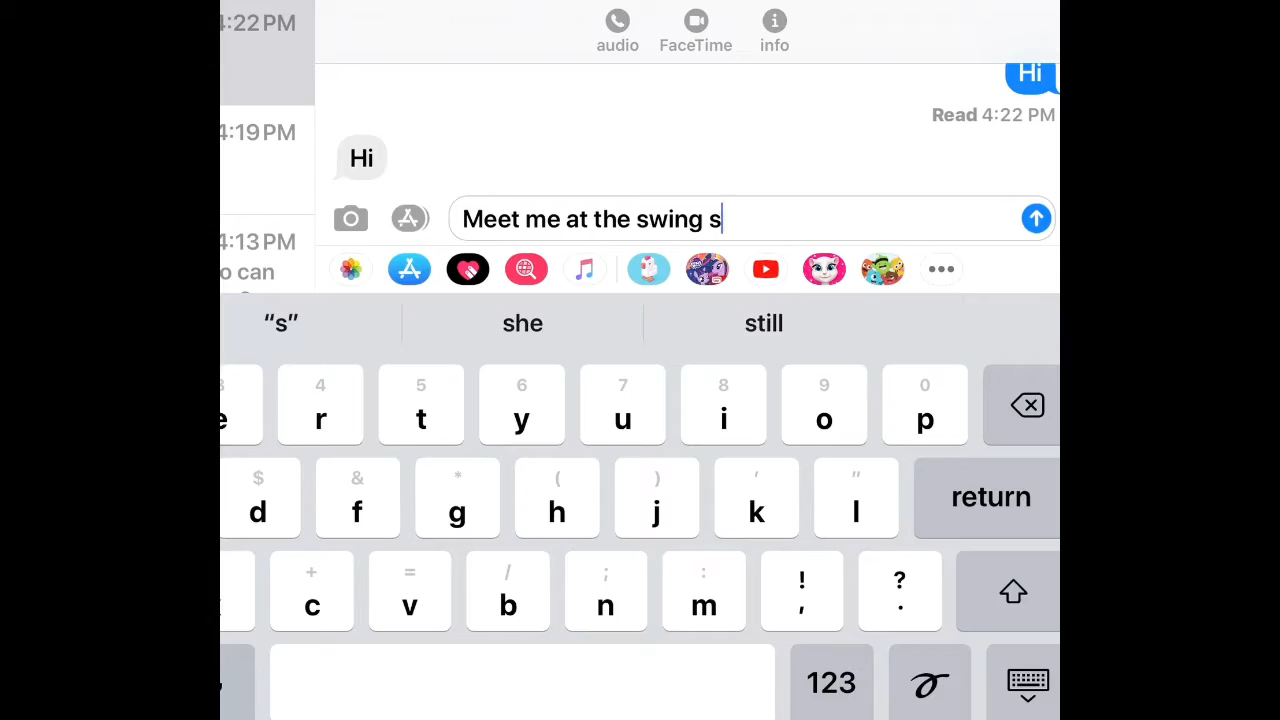 4:22 PM
audio FaceTime info
Hi
Read 4:22 PM
4:19 PM
Hi
Meet me at the swing s
4:13 PM
o can
“s” she still
4 5 6 7 8 9 0
e r t y u i o p
$ & * ( ) ' "
d f g h j k l return
+ = / ; : ! ?
c v b n m , .
123